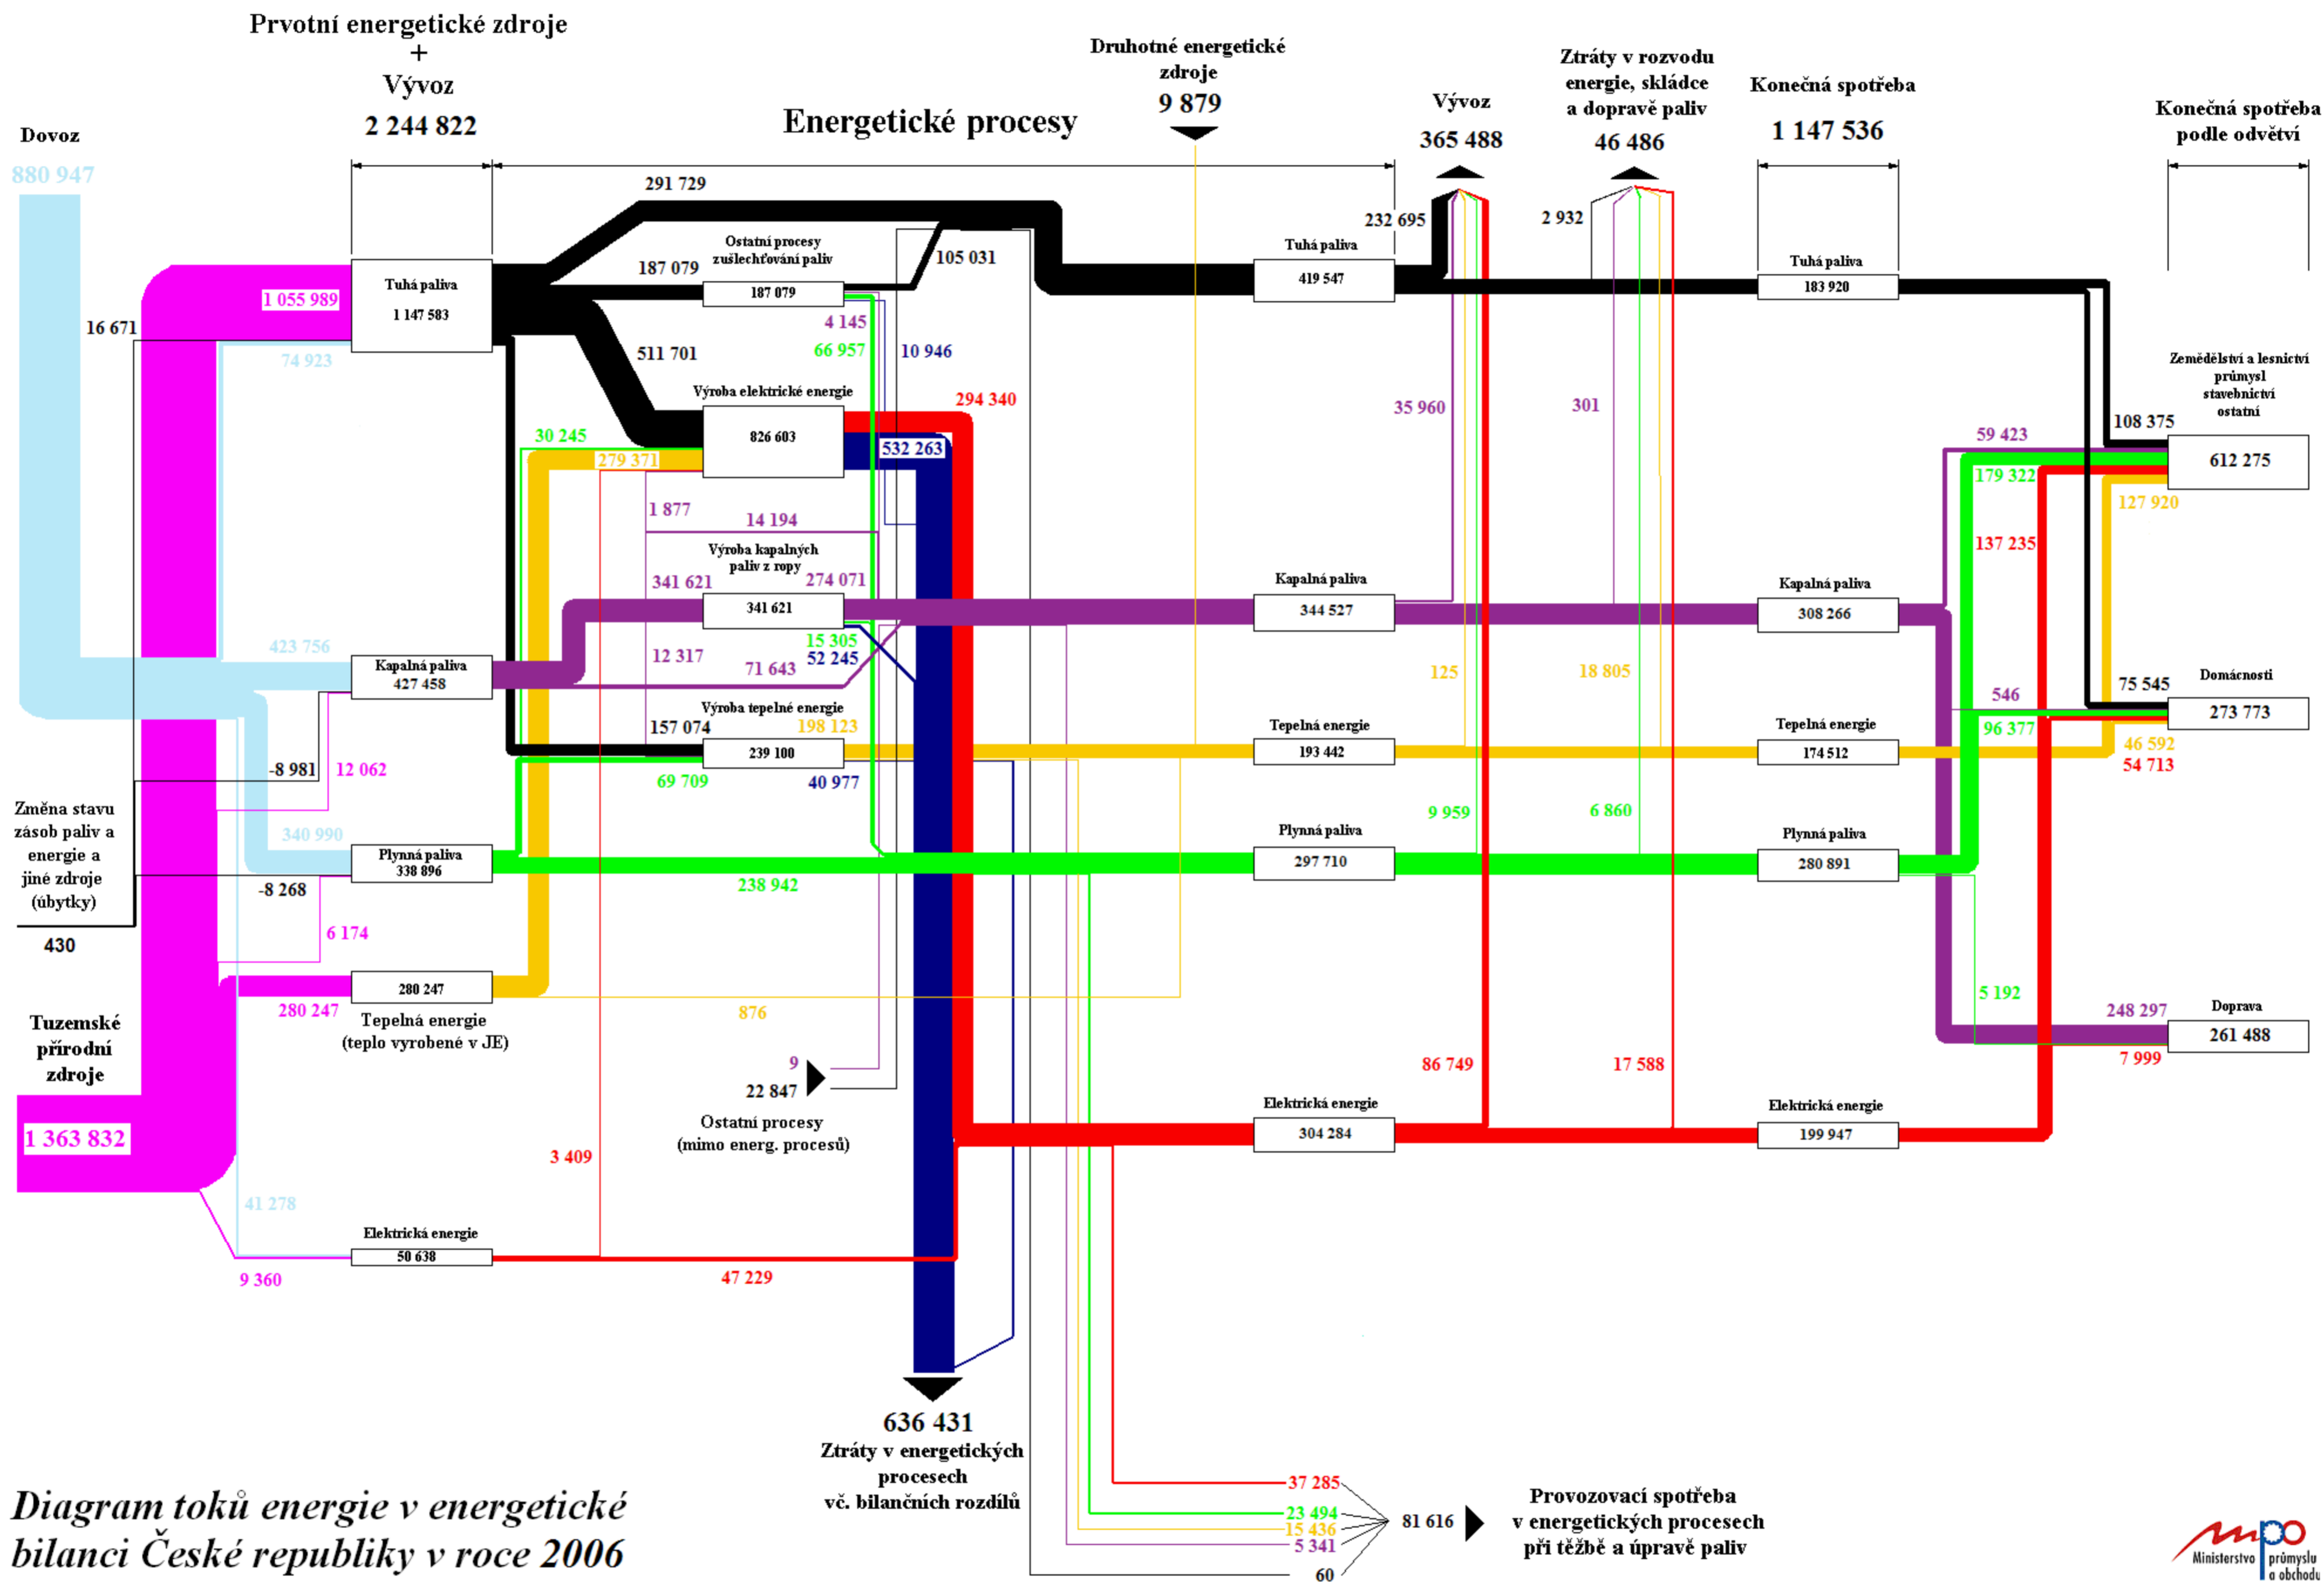 Prvotní energetické zdroje
+
Vývoz
2 244 822
Druhotné energetické
zdroje
9 879
Energetické procesy
Vývoz
365 488
Ztráty v rozvodu
energie, skládce
a dopravě paliv
46 486
Konečná spotřeba
1 147 536
Konečná spotřeba
podle odvětví
Dovoz
880 947
291 729
232 695
2 932
Ostatní procesy
zušlechťování paliv
187 079
187 079
105 031
Tuhá paliva
419 547
Tuhá paliva
183 920
1 055 989
Tuhá paliva
1 147 583
16 671
74 923
4 145
66 957
10 946
511 701
Výroba elektrické energie
826 603
294 340
532 263
35 960
301
Zemědělství a lesnictví
průmysl
stavebnictví
ostatní
108 375
612 275
59 423
179 322
127 920
137 235
30 245
279 371
1 877
14 194
Výroba kapalných
paliv z ropy
341 621
274 071
341 621
15 305
52 245
12 317
71 643
Kapalná paliva
344 527
Kapalná paliva
308 266
423 756
Kapalná paliva
427 458
125
18 805
546
75 545
Domácnosti
273 773
96 377
46 592
54 713
Výroba tepelné energie
157 074
198 123
239 100
69 709
40 977
Tepelná energie
193 442
Tepelná energie
174 512
-8 981
12 062
Změna stavu
zásob paliv a
energie a
jiné zdroje
(úbytky)
430
340 990
Plynná paliva
338 896
-8 268
238 942
9 959
6 860
Plynná paliva
297 710
Plynná paliva
280 891
6 174
280 247
280 247
Tepelná energie
(teplo vyrobené v JE)
876
5 192
248 297
Doprava
261 488
7 999
Tuzemské
přírodní
zdroje
1 363 832
9
22 847
Ostatní procesy
(mimo energ. procesů)
86 749
17 588
Elektrická energie
304 284
Elektrická energie
199 947
3 409
41 278
Elektrická energie
50 638
9 360
47 229
636 431
Ztráty v energetických
procesech
vč. bilančních rozdílů
37 285
23 494
15 436
5 341
60
81 616
Provozovací spotřeba
v energetických procesech
při těžbě a úpravě paliv
Diagram toků energie v energetické
bilanci České republiky v roce 2006
mpo
Ministerstvo průmyslu
a obchodu